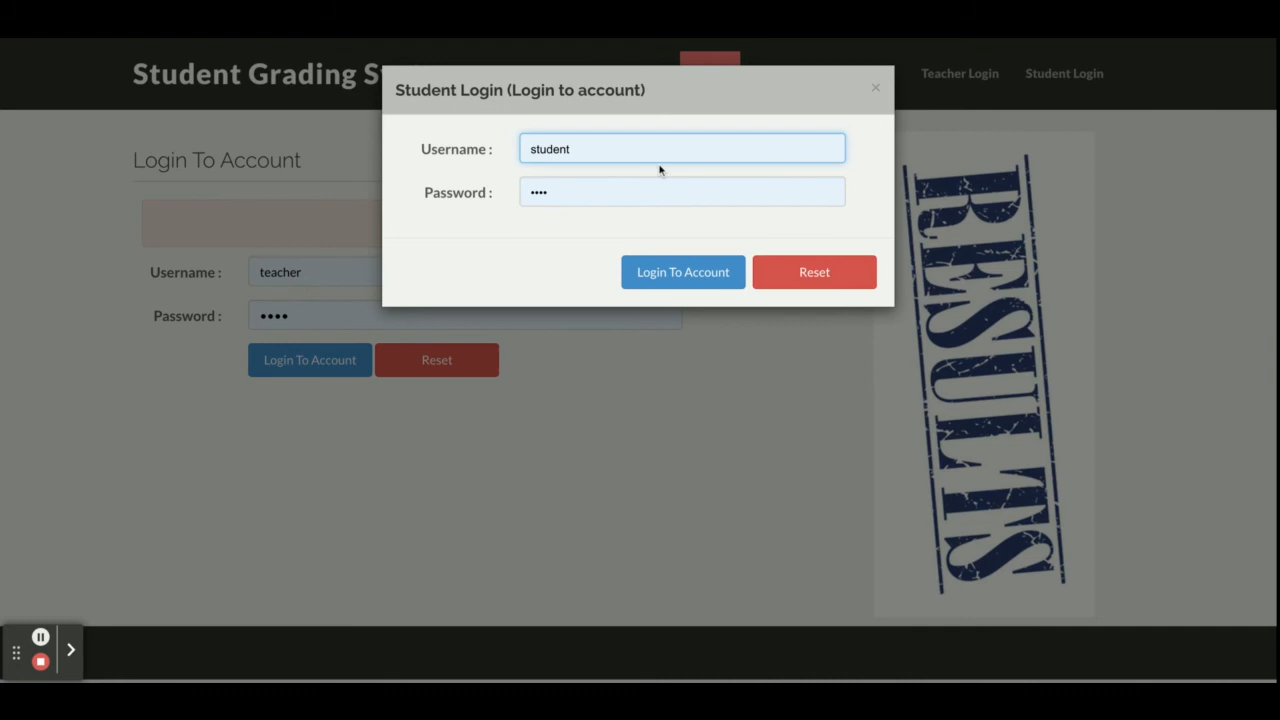 Student Grading S
Teacher Login
Student Login
Student Login (Login to account)
×
Username :
student
Password :
••••
Login To Account
Reset
Login To Account
Username :
teacher
Password :
••••
Login To Account
Reset
RESULTS